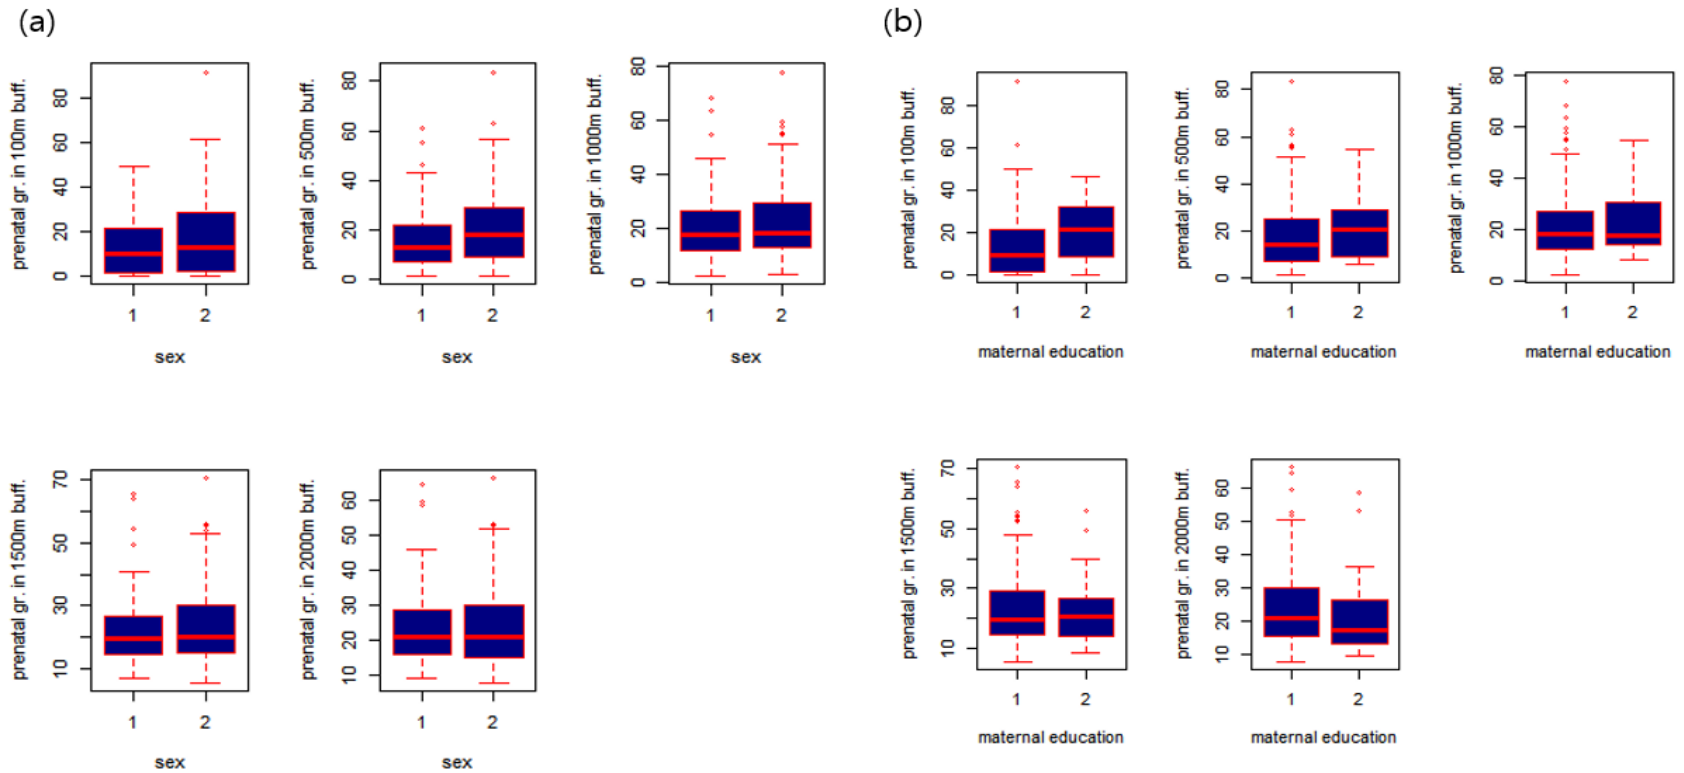 (a)
(b)
prenatal gr. in 100m buff.
0 20 40 60 80
1 2
sex
prenatal gr. in 500m buff.
0 20 40 60 80
1 2
sex
prenatal gr. in 1000m buff.
0 20 40 60 80
1 2
sex
prenatal gr. in 100m buff.
0 20 40 60 80
1 2
maternal education
prenatal gr. in 500m buff.
0 20 40 60 80
1 2
maternal education
prenatal gr. in 1000m buff.
0 20 40 60 80
1 2
maternal education
prenatal gr. in 1500m buff.
10 30 50 70
1 2
sex
prenatal gr. in 2000m buff.
10 20 30 40 50 60
1 2
sex
prenatal gr. in 1500m buff.
10 30 50 70
1 2
maternal education
prenatal gr. in 2000m buff.
10 20 30 40 50 60
1 2
maternal education